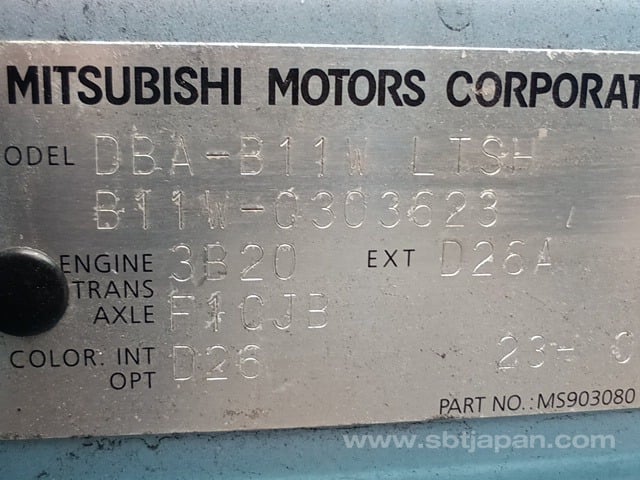 MITSUBISHI MOTORS CORPORAT
ODEL DBA-B11W LTSH
B11W-0303623
ENGINE 3B20 EXT D26A
TRANS AXLE F1CJB
COLOR. INT D26
OPT 23H C
PART NO.: MS903080
www.sbtjapan.com